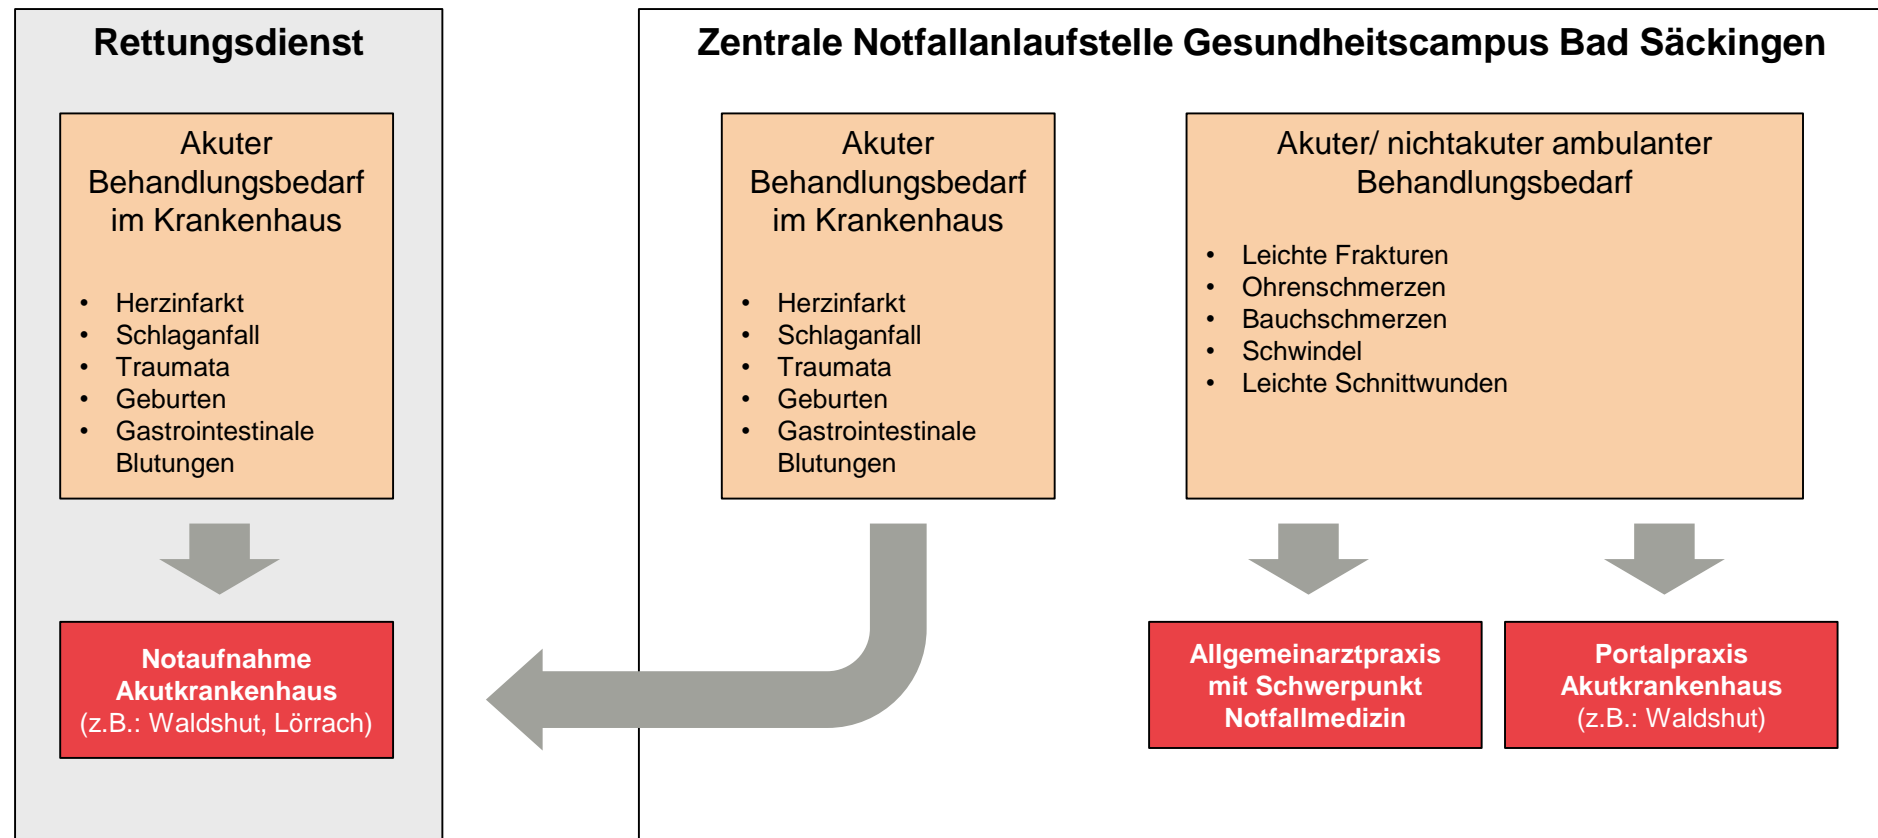 Rettungsdienst
Akuter
Behandlungsbedarf
im Krankenhaus
• Herzinfarkt
• Schlaganfall
• Traumata
• Geburten
• Gastrointestinale
Blutungen
Notaufnahme
Akutkrankenhaus
(z.B.: Waldshut, Lörrach)
Zentrale Notfallanlaufstelle Gesundheitscampus Bad Säckingen
Akuter
Behandlungsbedarf
im Krankenhaus
• Herzinfarkt
• Schlaganfall
• Traumata
• Geburten
• Gastrointestinale
Blutungen
Akuter/ nichtakuter ambulanter
Behandlungsbedarf
• Leichte Frakturen
• Ohrenschmerzen
• Bauchschmerzen
• Schwindel
• Leichte Schnittwunden
Allgemeinarztpraxis
mit Schwerpunkt
Notfallmedizin
Portalpraxis
Akutkrankenhaus
(z.B.: Waldshut)